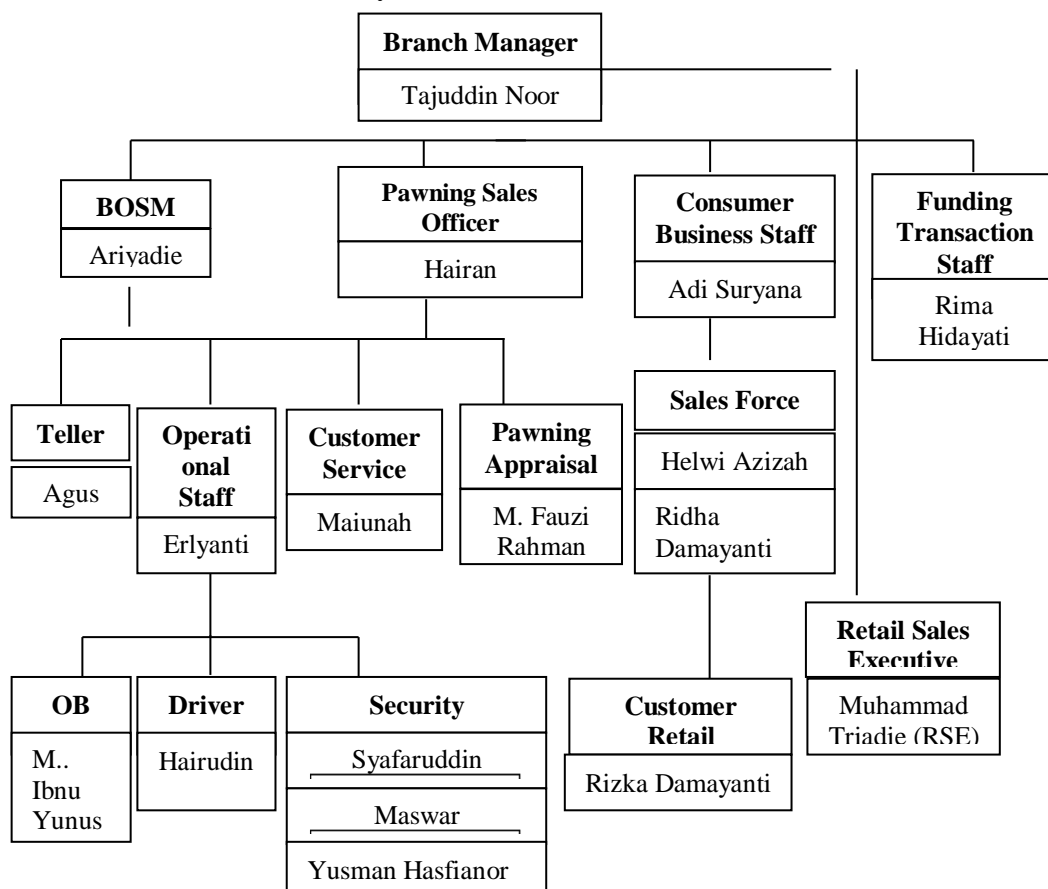 Branch Manager
Tajuddin Noor
BOSM
Ariyadie
Pawning Sales
Officer
Hairan
Consumer
Business Staff
Adi Suryana
Funding
Transaction
Staff
Rima
Hidayati
Teller
Agus
Operati
onal
Staff
Erlyanti
Customer
Service
Maiunah
Pawning
Appraisal
M. Fauzi
Rahman
Sales Force
Helwi Azizah
Ridha
Damayanti
Retail Sales
Executive
Muhammad
Triadie (RSE)
OB
M..
Ibnu
Yunus
Driver
Hairudin
Security
Syafaruddin
Maswar
Yusman Hasfianor
Customer
Retail
Rizka Damayanti